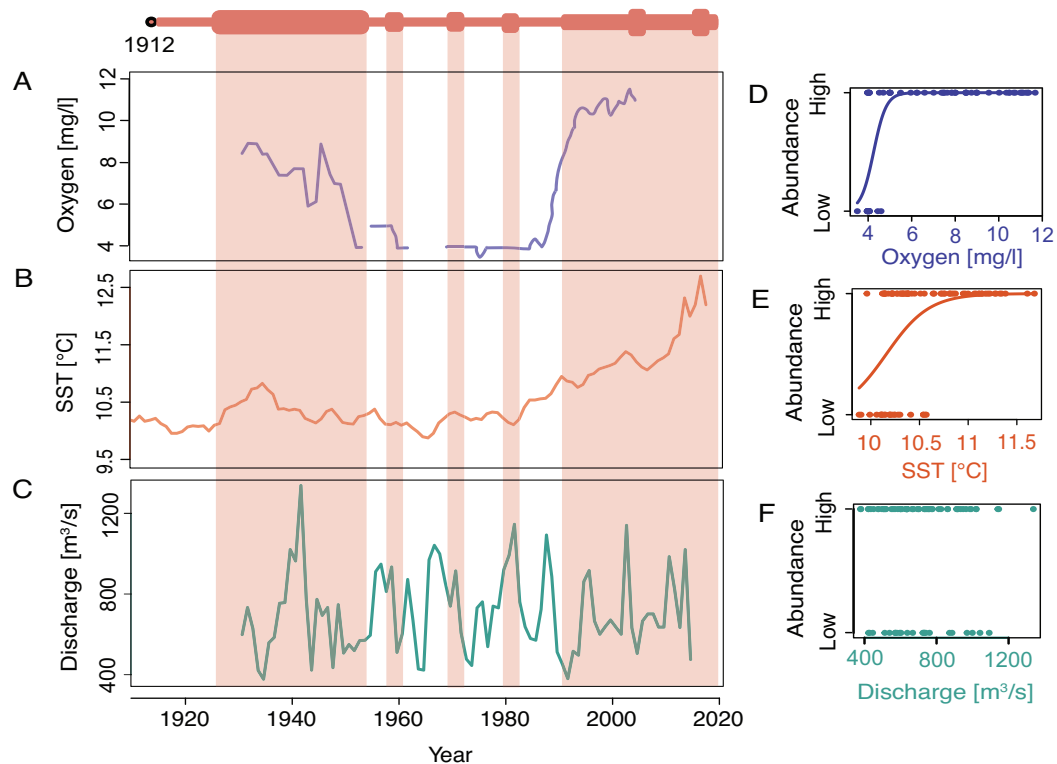 1912
A
Oxygen [mg/l]
12
10
8
6
4
B
SST [°C]
12.5
11.5
10.5
9.5
C
Discharge [m³/s]
1200
800
400
1920 1940 1960 1980 2000 2020
Year
D
Abundance
High
Low
4 6 8 10 12
Oxygen [mg/l]
E
Abundance
High
Low
10 10.5 11 11.5
SST [°C]
F
Abundance
High
Low
400 800 1200
Discharge [m³/s]